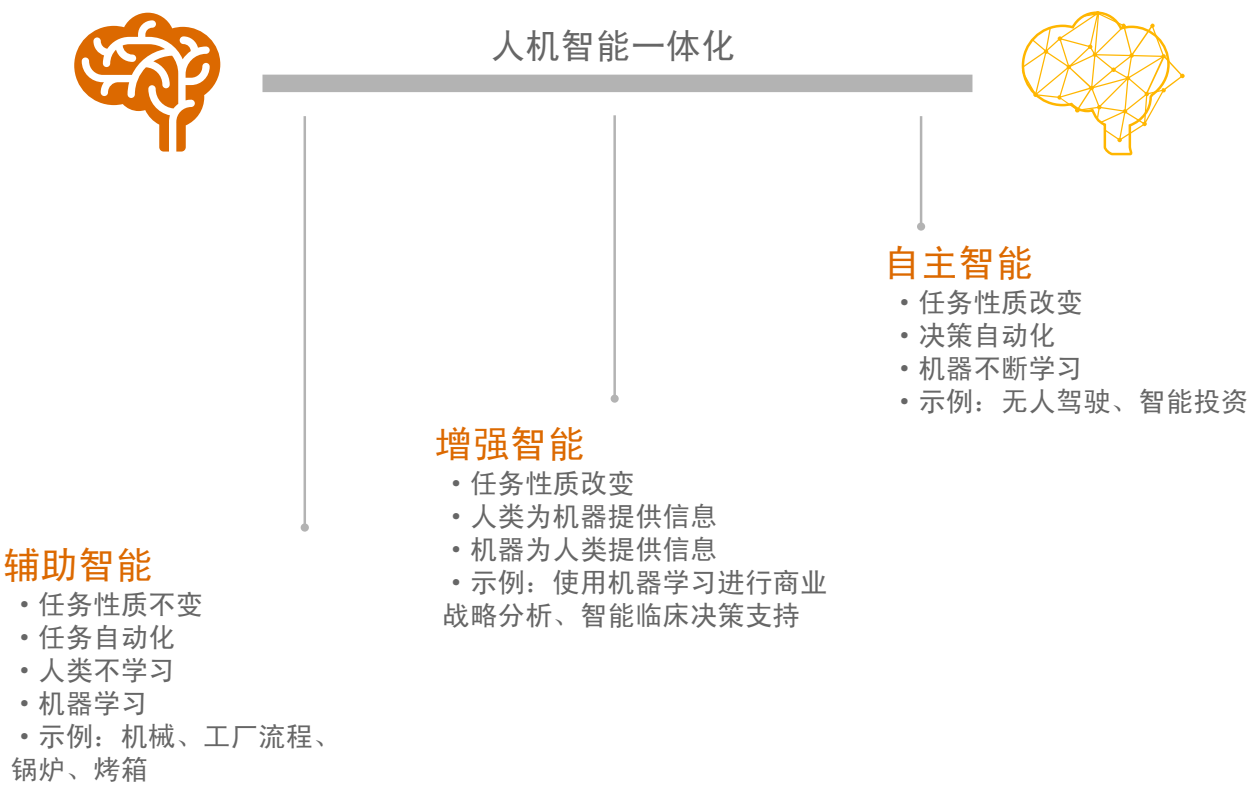 人机智能一体化
自主智能
•任务性质改变
•决策自动化
•机器不断学习
•示例：无人驾驶、智能投资
增强智能
•任务性质改变
•人类为机器提供信息
•机器为人类提供信息
•示例：使用机器学习进行商业
战略分析、智能临床决策支持
辅助智能
•任务性质不变
•任务自动化
•人类不学习
•机器学习
•示例：机械、工厂流程、
锅炉、烤箱